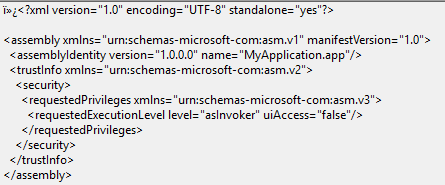 ï»¿<?xml version="1.0" encoding="UTF-8" standalone="yes"?>
<assembly xmlns="urn:schemas-microsoft-com:asm.v1" manifestVersion="1.0">
<assemblyIdentity version="1.0.0.0" name="MyApplication.app"/>
<trustInfo xmlns="urn:schemas-microsoft-com:asm.v2">
<security>
<requestedPrivileges xmlns="urn:schemas-microsoft-com:asm.v3">
<requestedExecutionLevel level="asInvoker" uiAccess="false"/>
</requestedPrivileges>
</security>
</trustInfo>
</assembly>